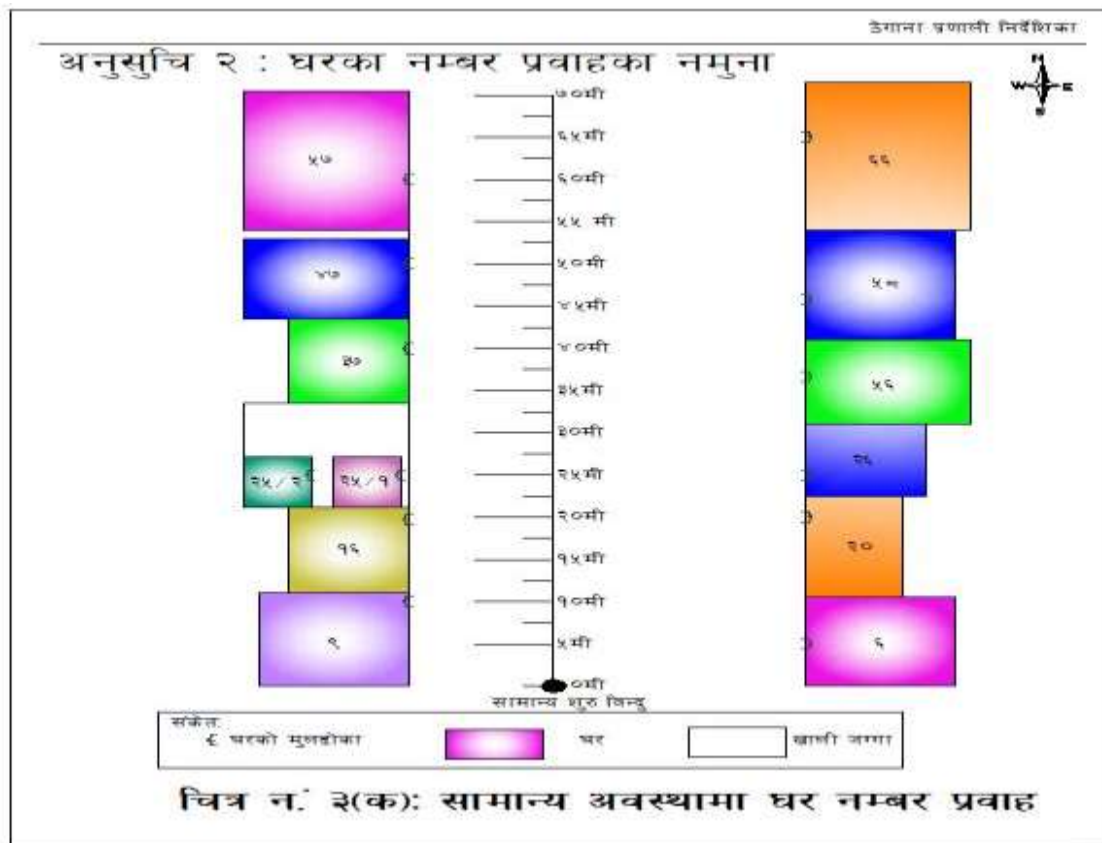 ठेगाना प्रणाली निर्देशिका
अनुसुचि २ : घरका नम्बर प्रवाहका नमुना
N
W E
S
७०मी
६५मी
५७
६६
६०मी
५५ मी
५०मी
४७
४५मी
४०मी
३७
५६
३५मी
३०मी
२६
२५/२ २५/१
२५मी
२०मी
१६
२०
१५मी
१०मी
९
५मी
६
०मी
सामान्य शुरु विन्दु
संकेत:
घरको मुलढोका घर खाली जग्गा
चित्र नं. ३(क): सामान्य अवस्थामा घर नम्बर प्रवाह